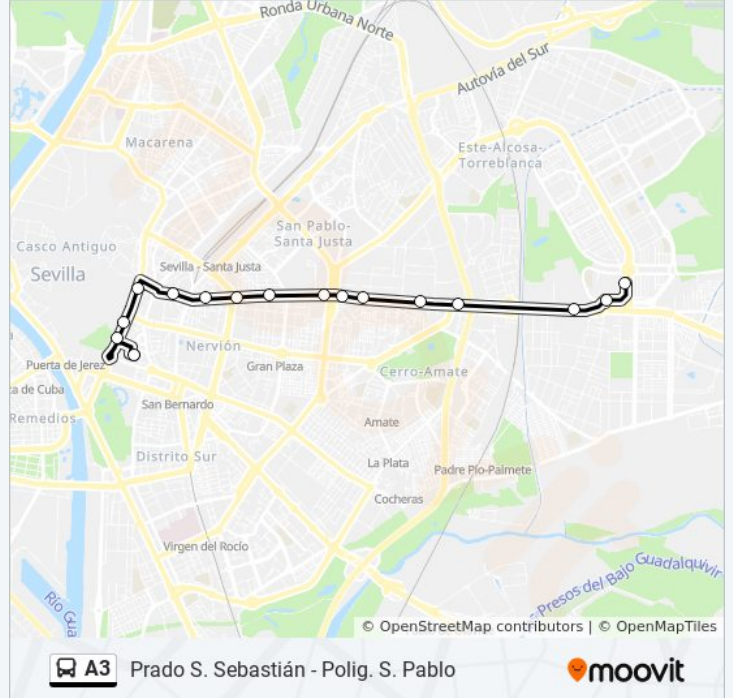 Ronda Urbana Norte
Autovía del Sur
Macarena
Este-Alcosa-
Torreblanca
San Pablo-
Santa Justa
Casco Antiguo
Sevilla
Sevilla - Santa Justa
Nervión
Puerta de Jerez
Gran Plaza
Cerro-Amate
za de Cuba
San Bernardo
Remedios
Amate
Distrito Sur
La Plata
Padre Pío-Palmete
Cocheras
Virgen del Rocío
Presos del Bajo Guadalquivir
Río Gua
© OpenStreetMap contributors | © OpenMapTiles
A3 Prado S. Sebastián - Polig. S. Pablo
moovit